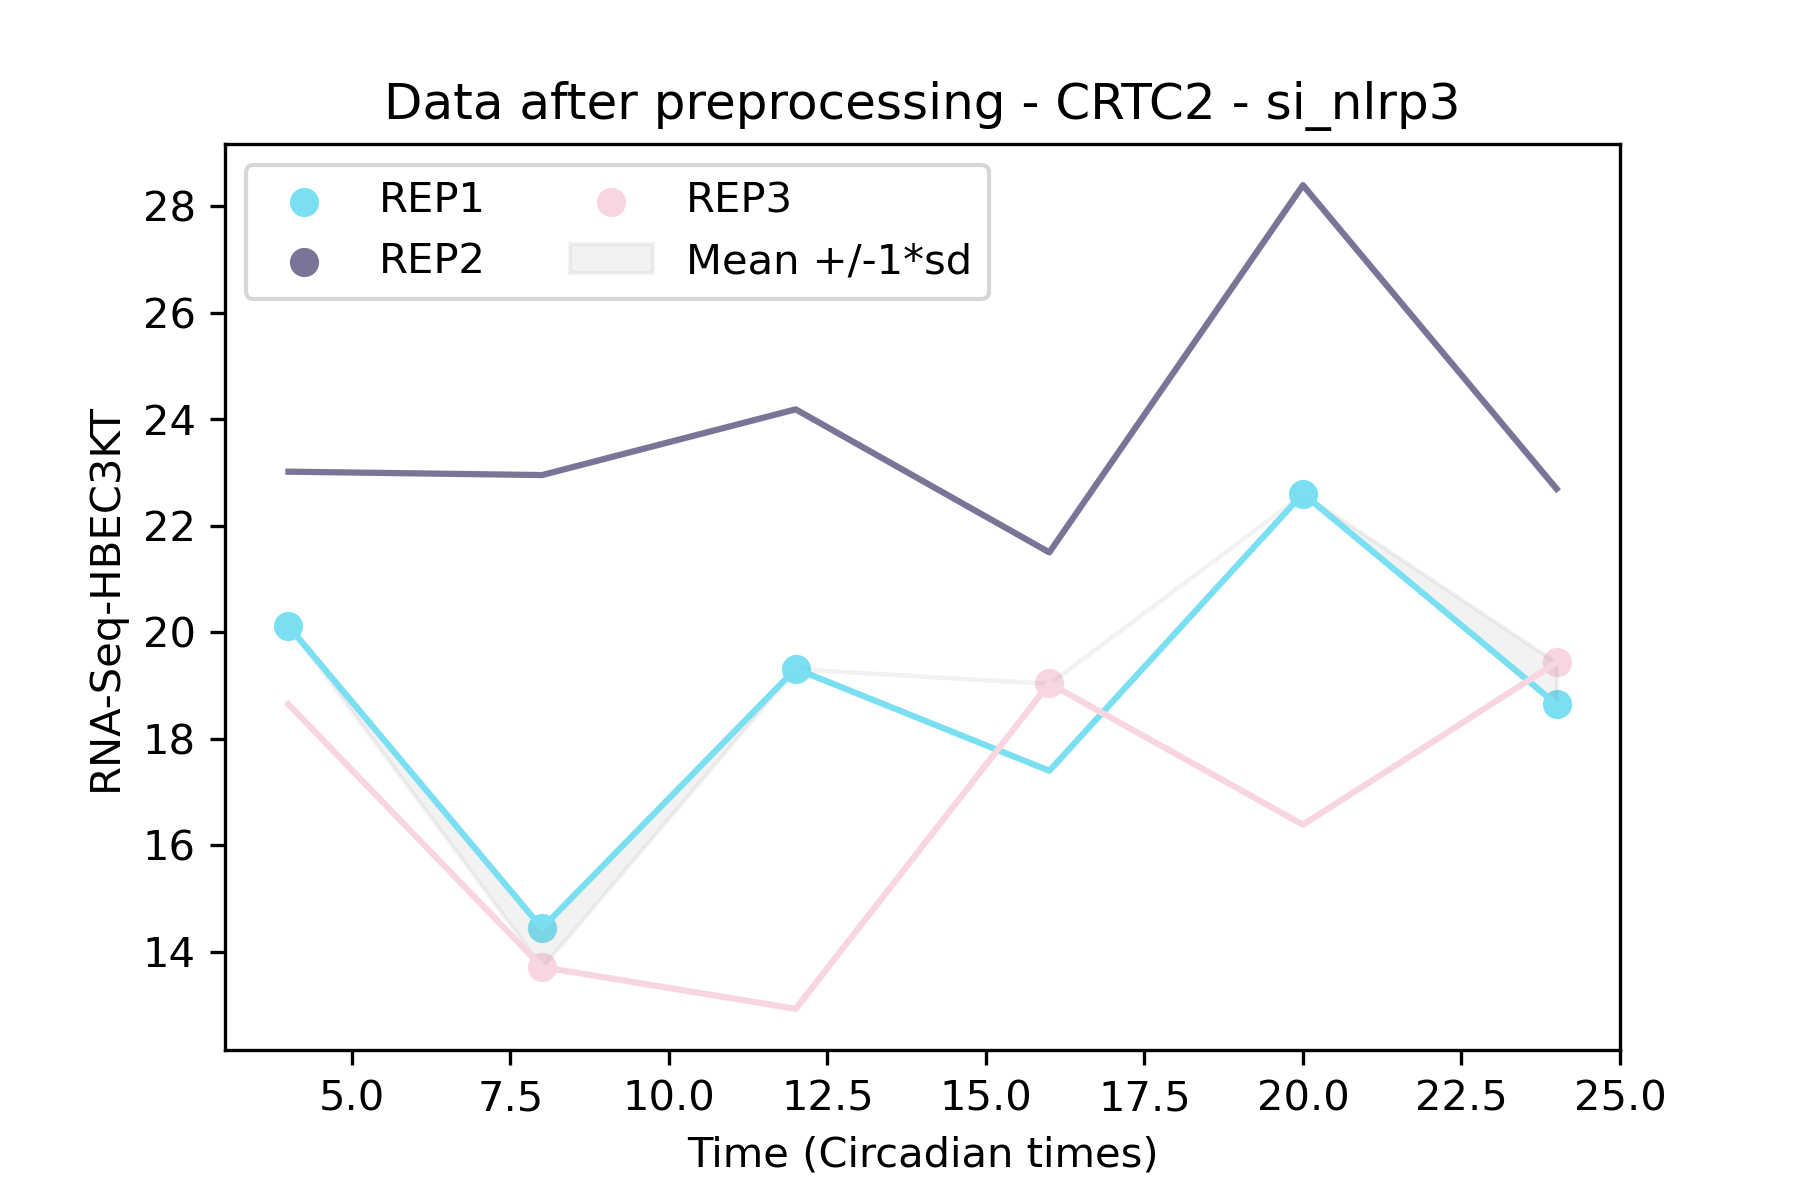 Data after preprocessing - CRTC2 - si_nlrp3
REP1
REP2
REP3
Mean +/-1*sd
RNA-Seq-HBEC3KT
28
26
24
22
20
18
16
14
5.0 7.5 10.0 12.5 15.0 17.5 20.0 22.5 25.0
Time (Circadian times)